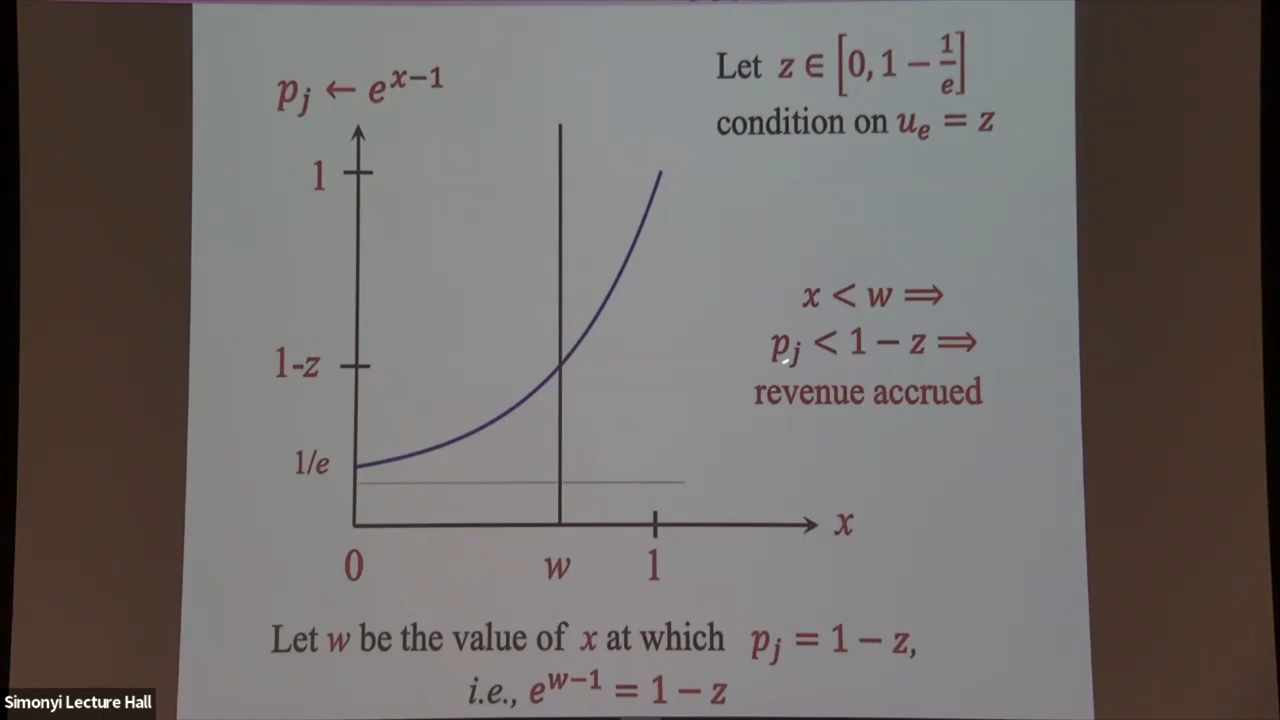 p_j ← e^{x−1}
Let z ∈ [0, 1 − 1/e]
condition on u_e = z
1
x < w ⟹
p_j < 1 − z ⟹
revenue accrued
1-z
1/e
x
0 w 1
Let w be the value of x at which p_j = 1 − z,
i.e., e^{w−1} = 1 − z
Simonyi Lecture Hall